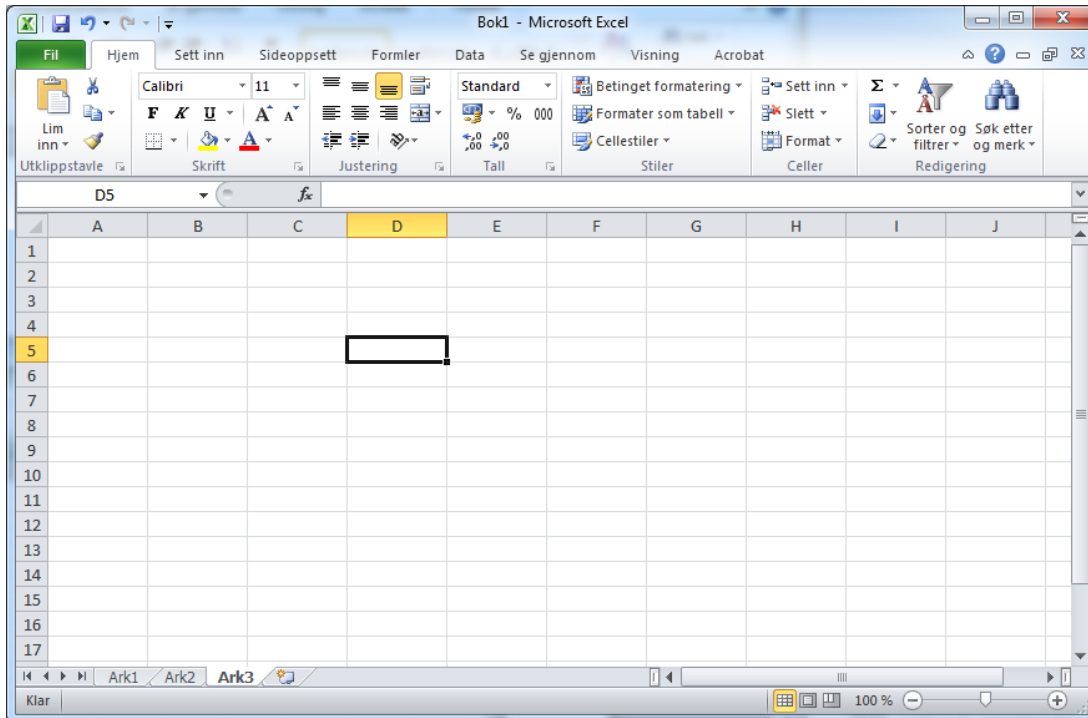 Bok1 - Microsoft Excel
Fil Hjem Sett inn Sideoppsett Formler Data Se gjennom Visning Acrobat
Calibri 11 Standard Betinget formatering Sett inn Σ
Lim inn F K U A A A % 000 Formater som tabell Slett Sorter og filtrer Søk etter og merk
,00 ,00 Cellestiler Format
Utklippstavle Skrift Justering Tall Stiler Celler Redigering
D5 fx
A B C D E F G H I J
1
2
3
4
5
6
7
8
9
10
11
12
13
14
15
16
17
Ark1 Ark2 Ark3
Klar 100 %